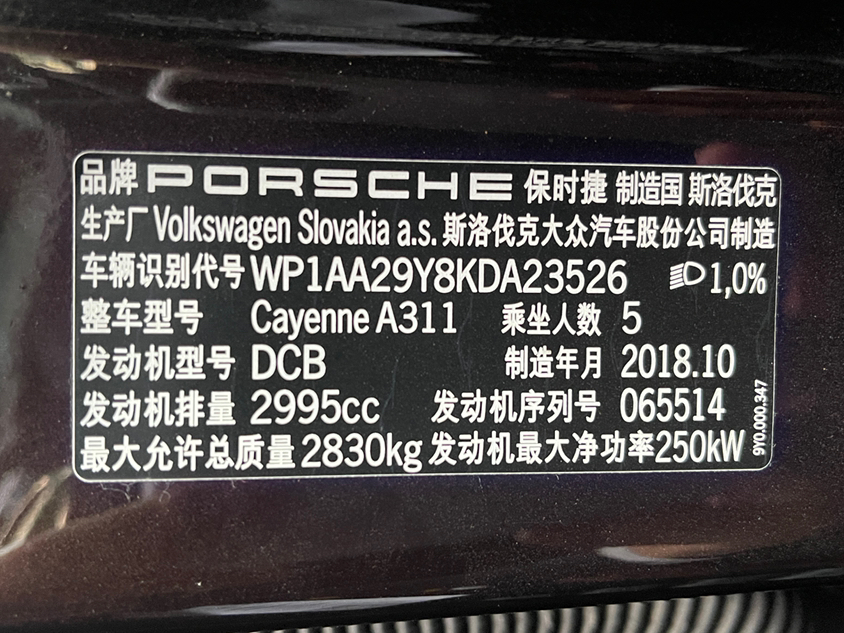 品牌 PORSCHE 保时捷 制造国 斯洛伐克
生产厂 Volkswagen Slovakia a.s. 斯洛伐克大众汽车股份公司制造
车辆识别代号 WP1AA29Y8KDA23526 1,0%
整车型号 Cayenne A311 乘坐人数 5
发动机型号 DCB 制造年月 2018.10
发动机排量 2995cc 发动机序列号 065514
最大允许总质量 2830kg 发动机最大净功率 250kW
9Y0.000.347